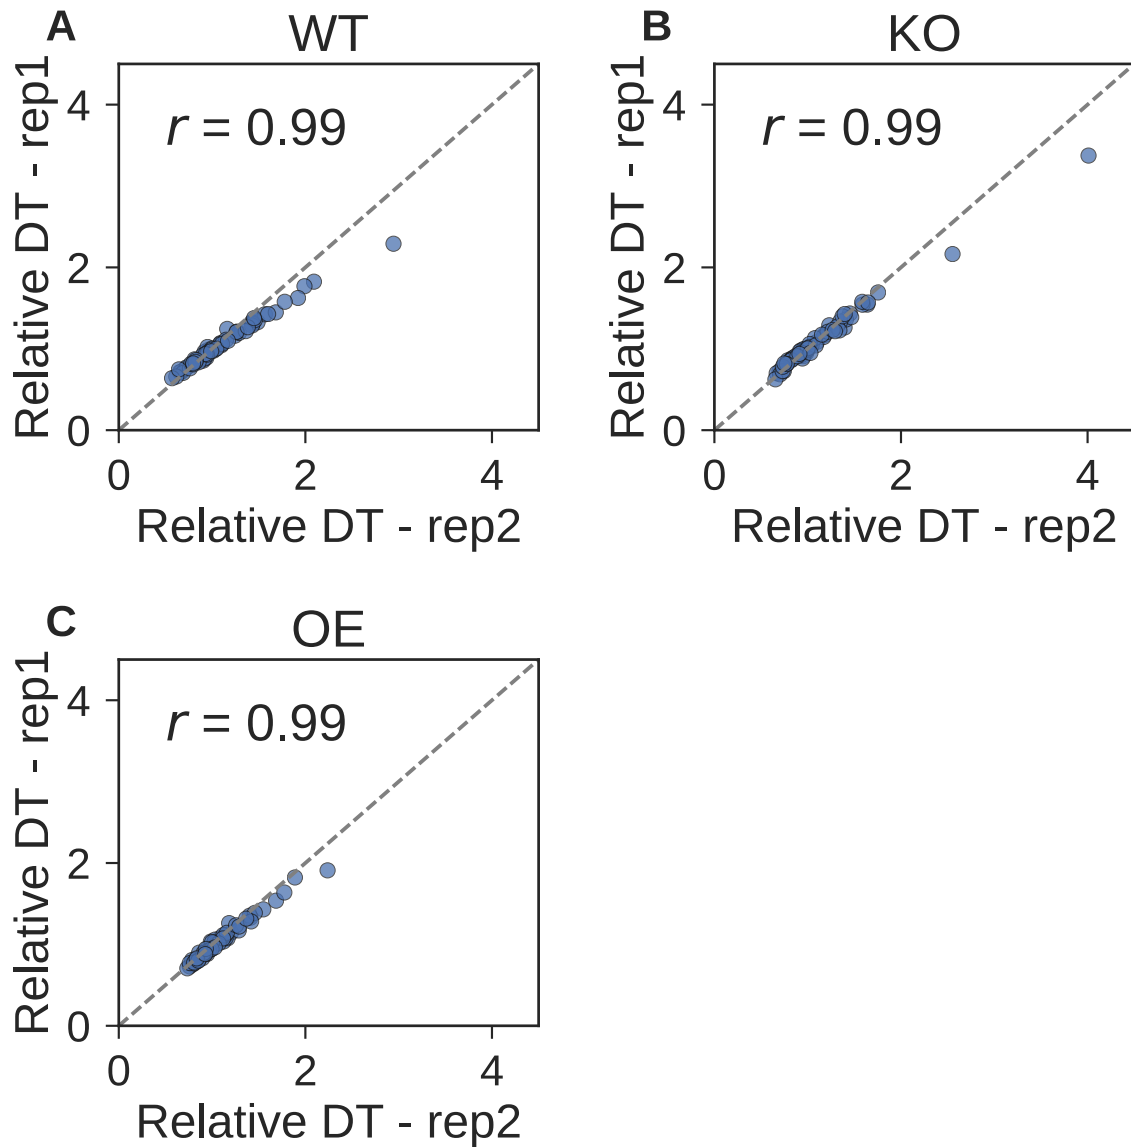 A
WT
Relative DT - rep1
4
2
0
r = 0.99
0 2 4
Relative DT - rep2
B
KO
Relative DT - rep1
4
2
0
r = 0.99
0 2 4
Relative DT - rep2
C
OE
Relative DT - rep1
4
2
0
r = 0.99
0 2 4
Relative DT - rep2